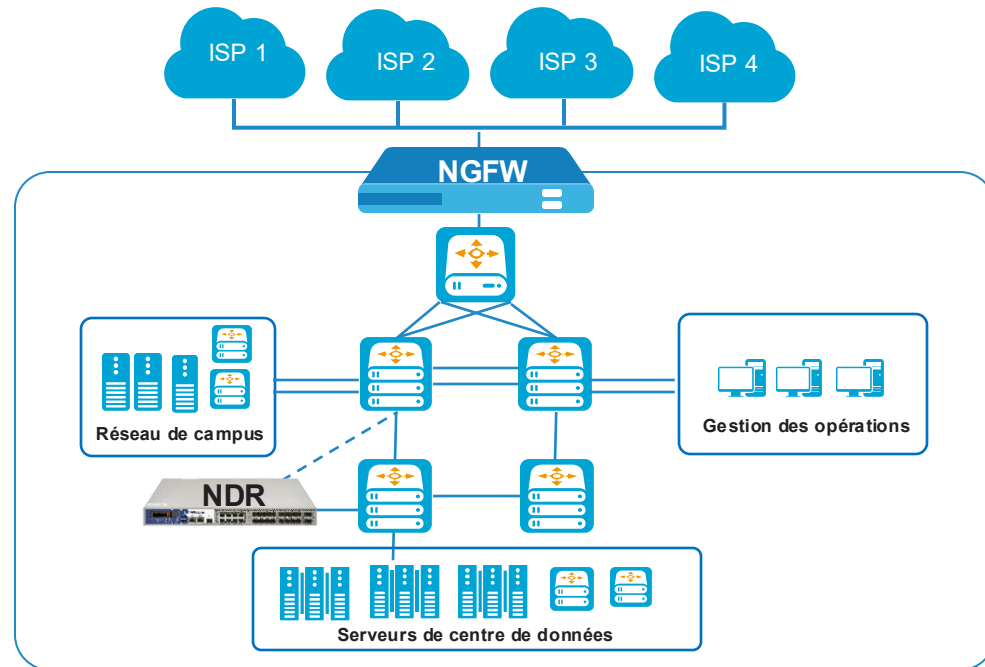 ISP 1
ISP 2
ISP 3
ISP 4
NGFW
Réseau de campus
Gestion des opérations
NDR
Serveurs de centre de données